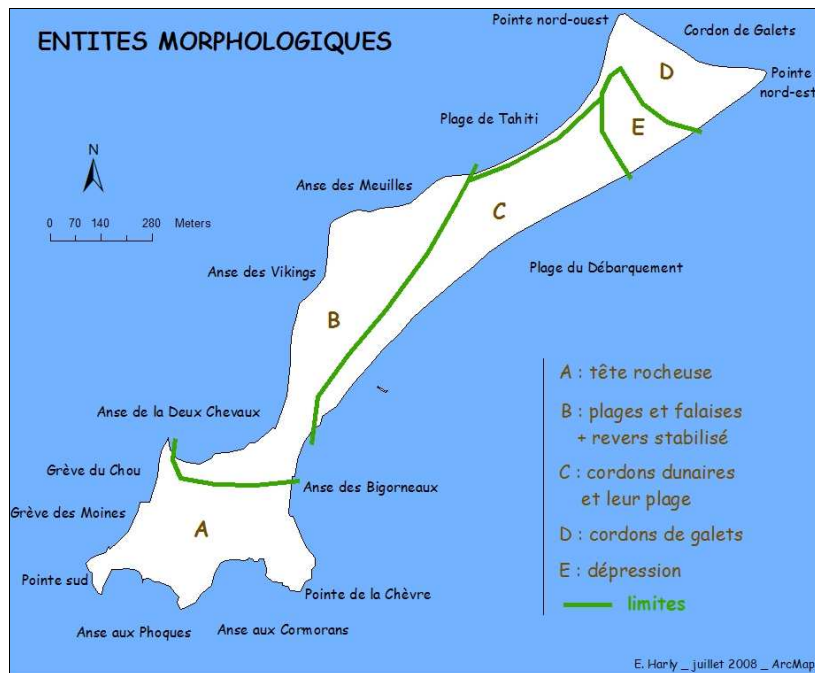 ENTITES MORPHOLOGIQUES
Pointe nord-ouest
Cordon de Galets
D
Pointe
nord-est
Plage de Tahiti
E
N
Anse des Meuilles
C
0 70 140 280 Meters
Anse des Vikings
Plage du Débarquement
B
A : tête rocheuse
B : plages et falaises
+ revers stabilisé
C : cordons dunaires
et leur plage
D : cordons de galets
E : dépression
limites
Anse de la Deux Chevaux
Grève du Chou
Anse des Bigorneaux
Grève des Moines
A
Pointe sud
Pointe de la Chèvre
Anse aux Phoques
Anse aux Cormorans
E. Harly _ juillet 2008 _ ArcMap